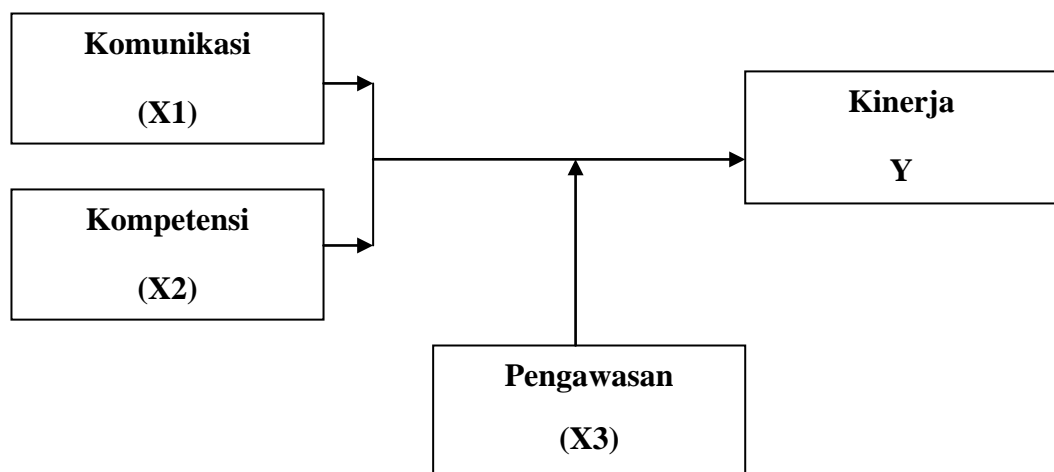 Komunikasi
(X1)
Kompetensi
(X2)
Kinerja
Y
Pengawasan
(X3)